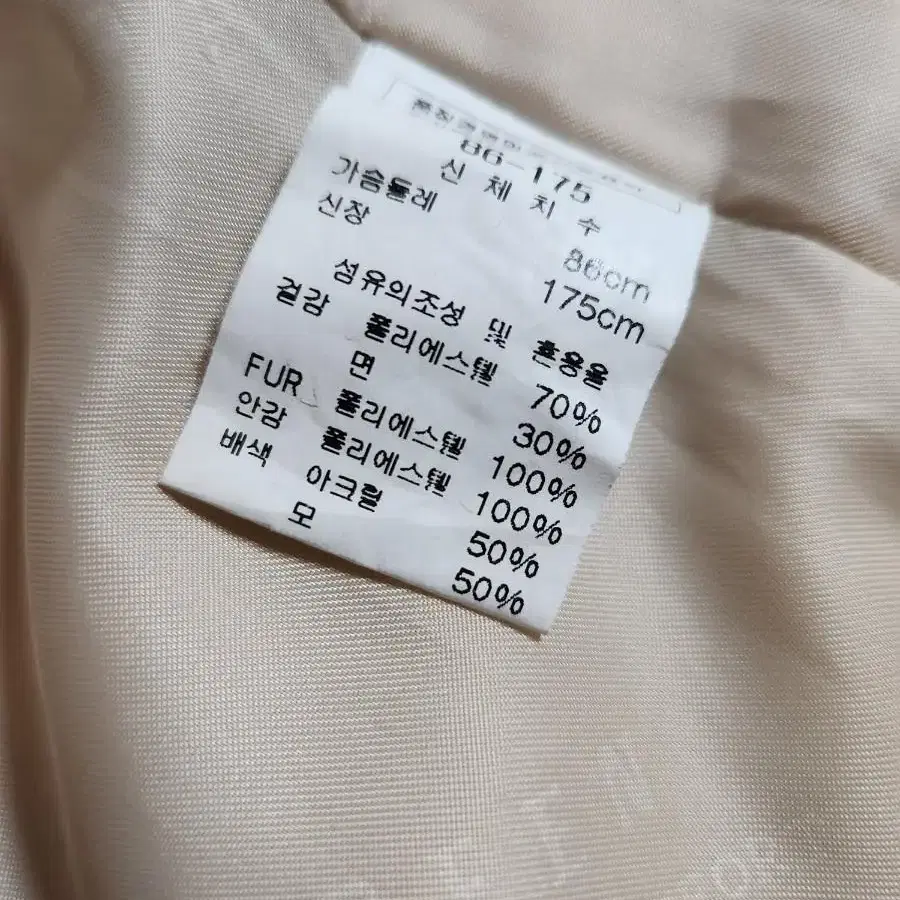 86-175
신 체 치 수
가슴둘레 86cm
신장 175cm
섬유의조성 및 혼용율
겉감 폴리에스텔 70%
면 30%
FUR 폴리에스텔 100%
안감 폴리에스텔 100%
배색 아크릴 50%
모 50%